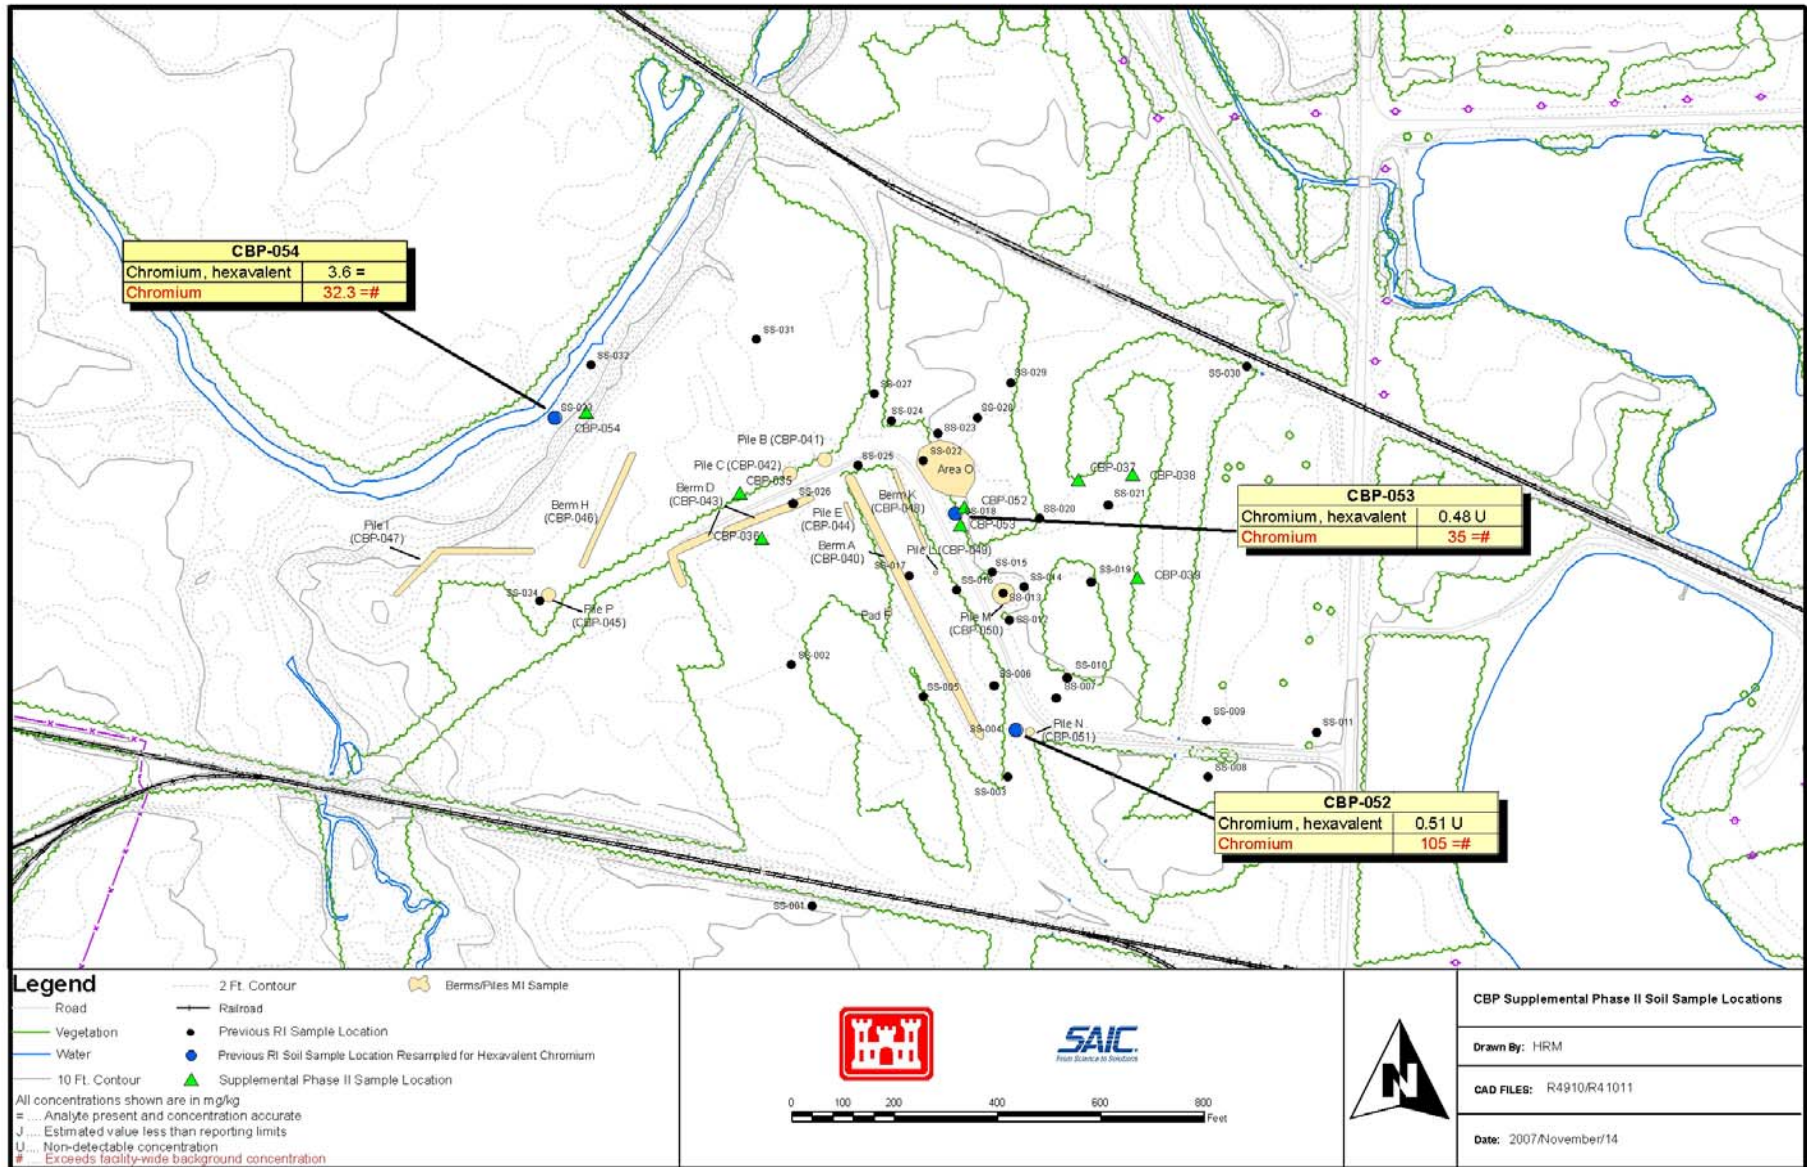 CBP-054
Chromium, hexavalent 3.6 =
Chromium 32.3 =#
SS-031
SS-032
SS-033
CBP-054
SS-027
SS-029
SS-030
SS-024
SS-028
SS-023
SS-022
Area O
Pile B (CBP-041)
Pile C (CBP-042)
CBP-035
SS-025
SS-026
Berm D
(CBP-043)
CBP-036
Pile E
(CBP-044)
Berm K
(CBP-048)
Berm H
(CBP-046)
Pile I
(CBP-047)
CBP-037
CBP-038
SS-021
SS-020
CBP-052
SS-018
CBP-053
CBP-053
Chromium, hexavalent 0.48 U
Chromium 35 =#
Berm A
(CBP-040)
Pile L (CBP-049)
SS-017
SS-015
SS-016
SS-014
SS-013
SS-019
CBP-039
SS-034
Pile P
(CBP-045)
Pad F
Pile M
(CBP-050)
SS-012
SS-002
SS-005
SS-006
SS-010
SS-007
SS-009
SS-011
SS-004
Pile N
(CBP-051)
SS-003
SS-008
CBP-052
Chromium, hexavalent 0.51 U
Chromium 105 =#
SS-001
Legend
Road
Vegetation
Water
10 Ft. Contour
2 Ft. Contour
Railroad
Previous RI Sample Location
Previous RI Soil Sample Location Resampled for Hexavalent Chromium
Supplemental Phase II Sample Location
Berms/Piles MI Sample
All concentrations shown are in mg/kg
= .... Analyte present and concentration accurate
J .... Estimated value less than reporting limits
U.... Non-detectable concentration
# .... Exceeds facility-wide background concentration
SAIC
From Science to Solutions
0 100 200 400 600 800
Feet
N
CBP Supplemental Phase II Soil Sample Locations
Drawn By: HRM
CAD FILES: R4910/R41011
Date: 2007/November/14